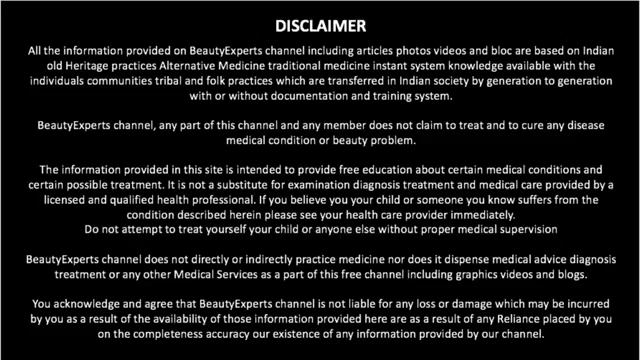 DISCLAIMER
All the information provided on BeautyExperts channel including articles photos videos and bloc are based on Indian
old Heritage practices Alternative Medicine traditional medicine instant system knowledge available with the
individuals communities tribal and folk practices which are transferred in Indian society by generation to generation
with or without documentation and training system.
BeautyExperts channel, any part of this channel and any member does not claim to treat and to cure any disease
medical condition or beauty problem.
The information provided in this site is intended to provide free education about certain medical conditions and
certain possible treatment. It is not a substitute for examination diagnosis treatment and medical care provided by a
licensed and qualified health professional. If you believe you your child or someone you know suffers from the
condition described herein please see your health care provider immediately.
Do not attempt to treat yourself your child or anyone else without proper medical supervision
BeautyExperts channel does not directly or indirectly practice medicine nor does it dispense medical advice diagnosis
treatment or any other Medical Services as a part of this free channel including graphics videos and blogs.
You acknowledge and agree that BeautyExperts channel is not liable for any loss or damage which may be incurred
by you as a result of the availability of those information provided here are as a result of any Reliance placed by you
on the completeness accuracy our existence of any information provided by our channel.